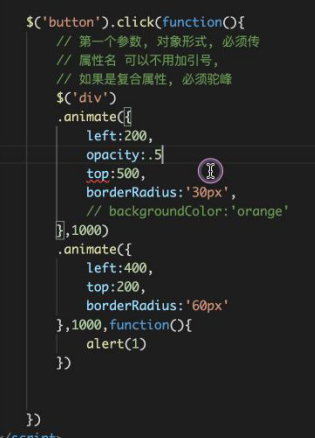 $('button').click(function(){
// 第一个参数, 对象形式, 必须传
// 属性名 可以不用加引号,
// 如果是复合属性, 必须驼峰
$('div')
.animate({
left:200,
opacity:.5
top:500,
borderRadius:'30px',
// backgroundColor:'orange'
},1000)
.animate({
left:400,
top:200,
borderRadius:'60px'
},1000,function(){
alert(1)
})
})
</script>